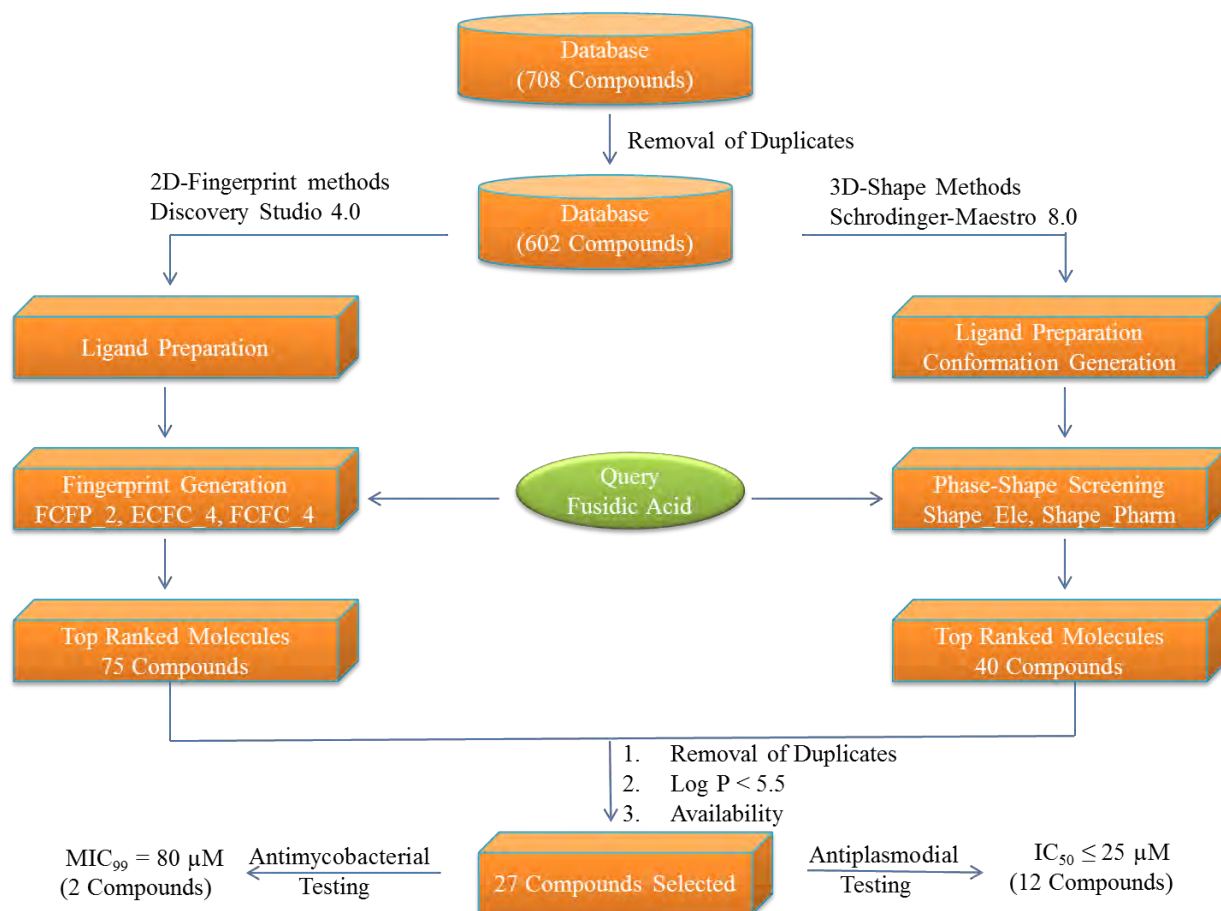 Database
(708 Compounds)
Removal of Duplicates
2D-Fingerprint methods
Discovery Studio 4.0
Database
(602 Compounds)
3D-Shape Methods
Schrodinger-Maestro 8.0
Ligand Preparation
Ligand Preparation
Conformation Generation
Fingerprint Generation
FCFP_2, ECFC_4, FCFC_4
Query
Fusidic Acid
Phase-Shape Screening
Shape_Ele, Shape_Pharm
Top Ranked Molecules
75 Compounds
Top Ranked Molecules
40 Compounds
1. Removal of Duplicates
2. Log P < 5.5
3. Availability
MIC₉₉ = 80 µM
(2 Compounds)
Antimycobacterial
Testing
27 Compounds Selected
Antiplasmodial
Testing
IC₅₀ ≤ 25 µM
(12 Compounds)